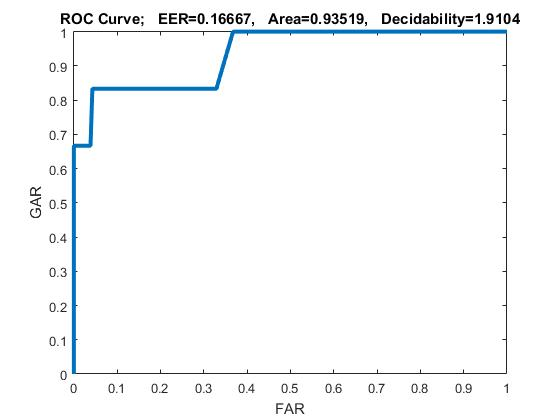 ROC Curve; EER=0.16667, Area=0.93519, Decidability=1.9104
1
0.9
0.8
0.7
0.6
0.5
0.4
0.3
0.2
0.1
0
GAR
0 0.1 0.2 0.3 0.4 0.5 0.6 0.7 0.8 0.9 1
FAR